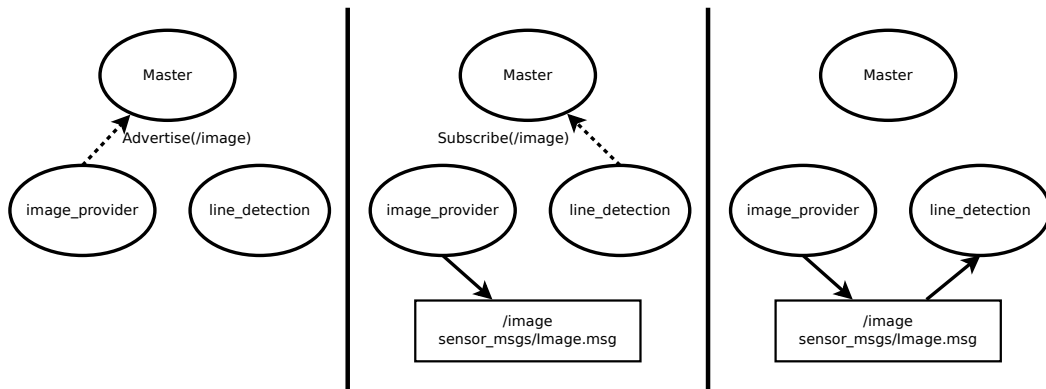 Master
Advertise(/image)
image_provider
line_detection
Master
Subscribe(/image)
image_provider
line_detection
/image
sensor_msgs/Image.msg
Master
image_provider
line_detection
/image
sensor_msgs/Image.msg